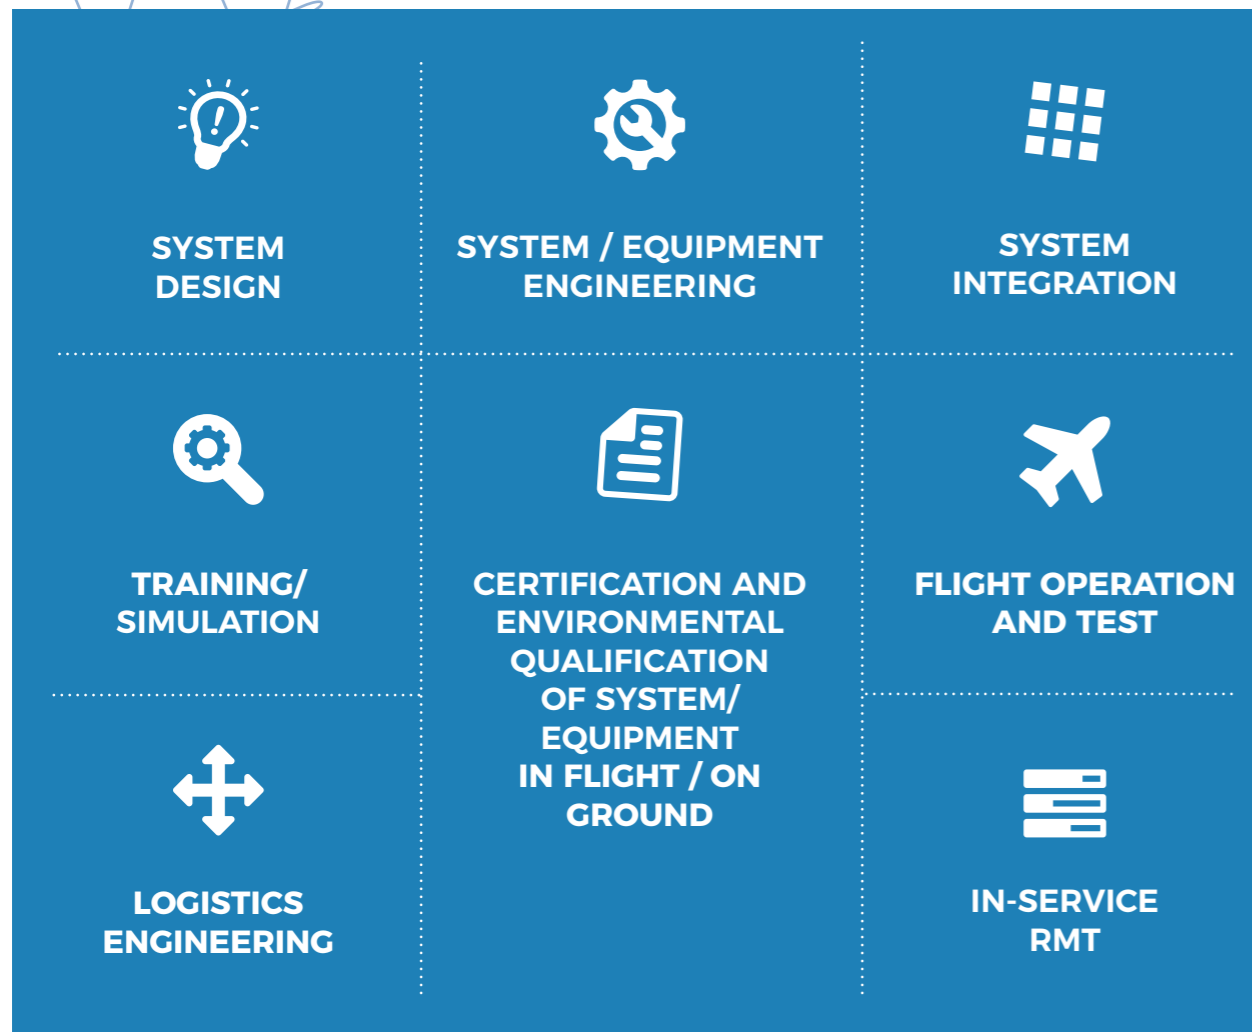 SYSTEM
DESIGN
SYSTEM / EQUIPMENT
ENGINEERING
SYSTEM
INTEGRATION
TRAINING/
SIMULATION
CERTIFICATION AND
ENVIRONMENTAL
QUALIFICATION
OF SYSTEM/
EQUIPMENT
IN FLIGHT / ON
GROUND
FLIGHT OPERATION
AND TEST
LOGISTICS
ENGINEERING
IN-SERVICE
RMT